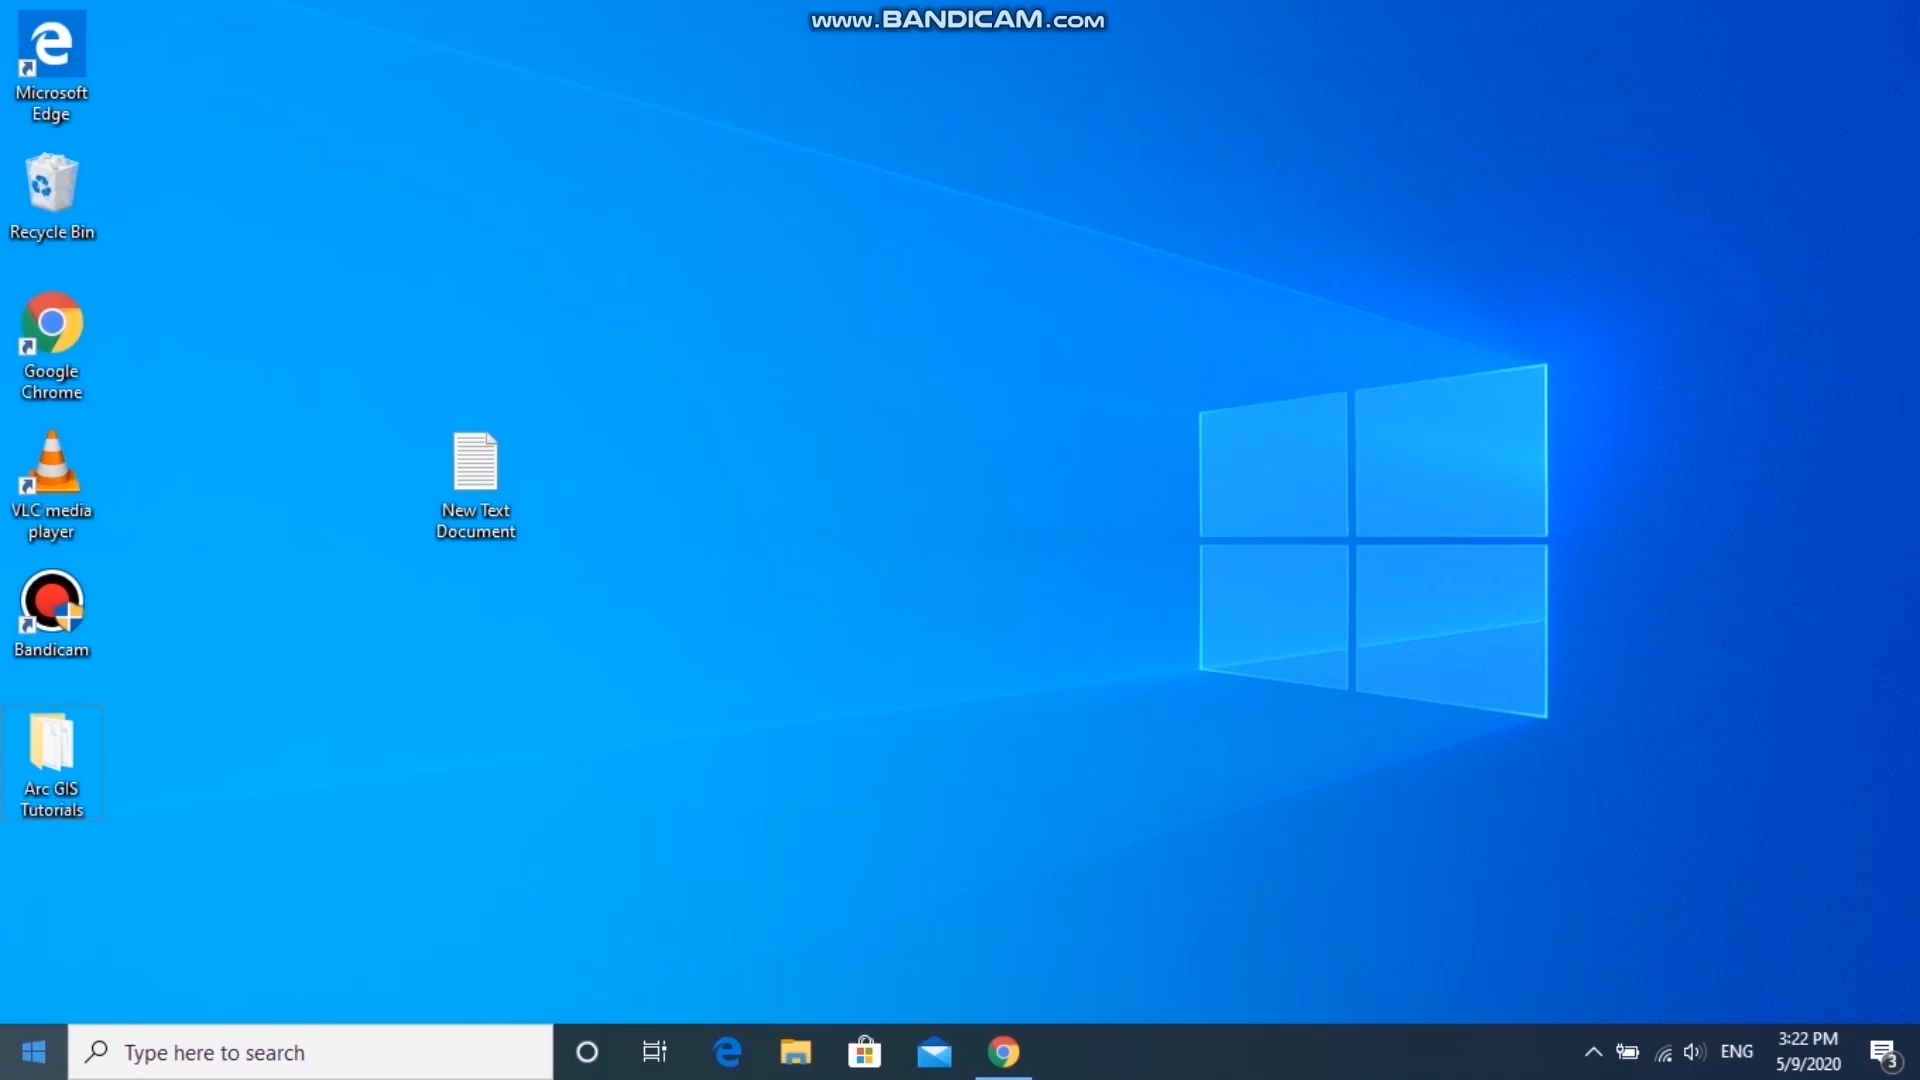 www.BANDICAM.com
Microsoft
Edge
Recycle Bin
Google
Chrome
VLC media
player
New Text
Document
Bandicam
Arc GIS
Tutorials
Type here to search
ENG
3:22 PM
5/9/2020
3